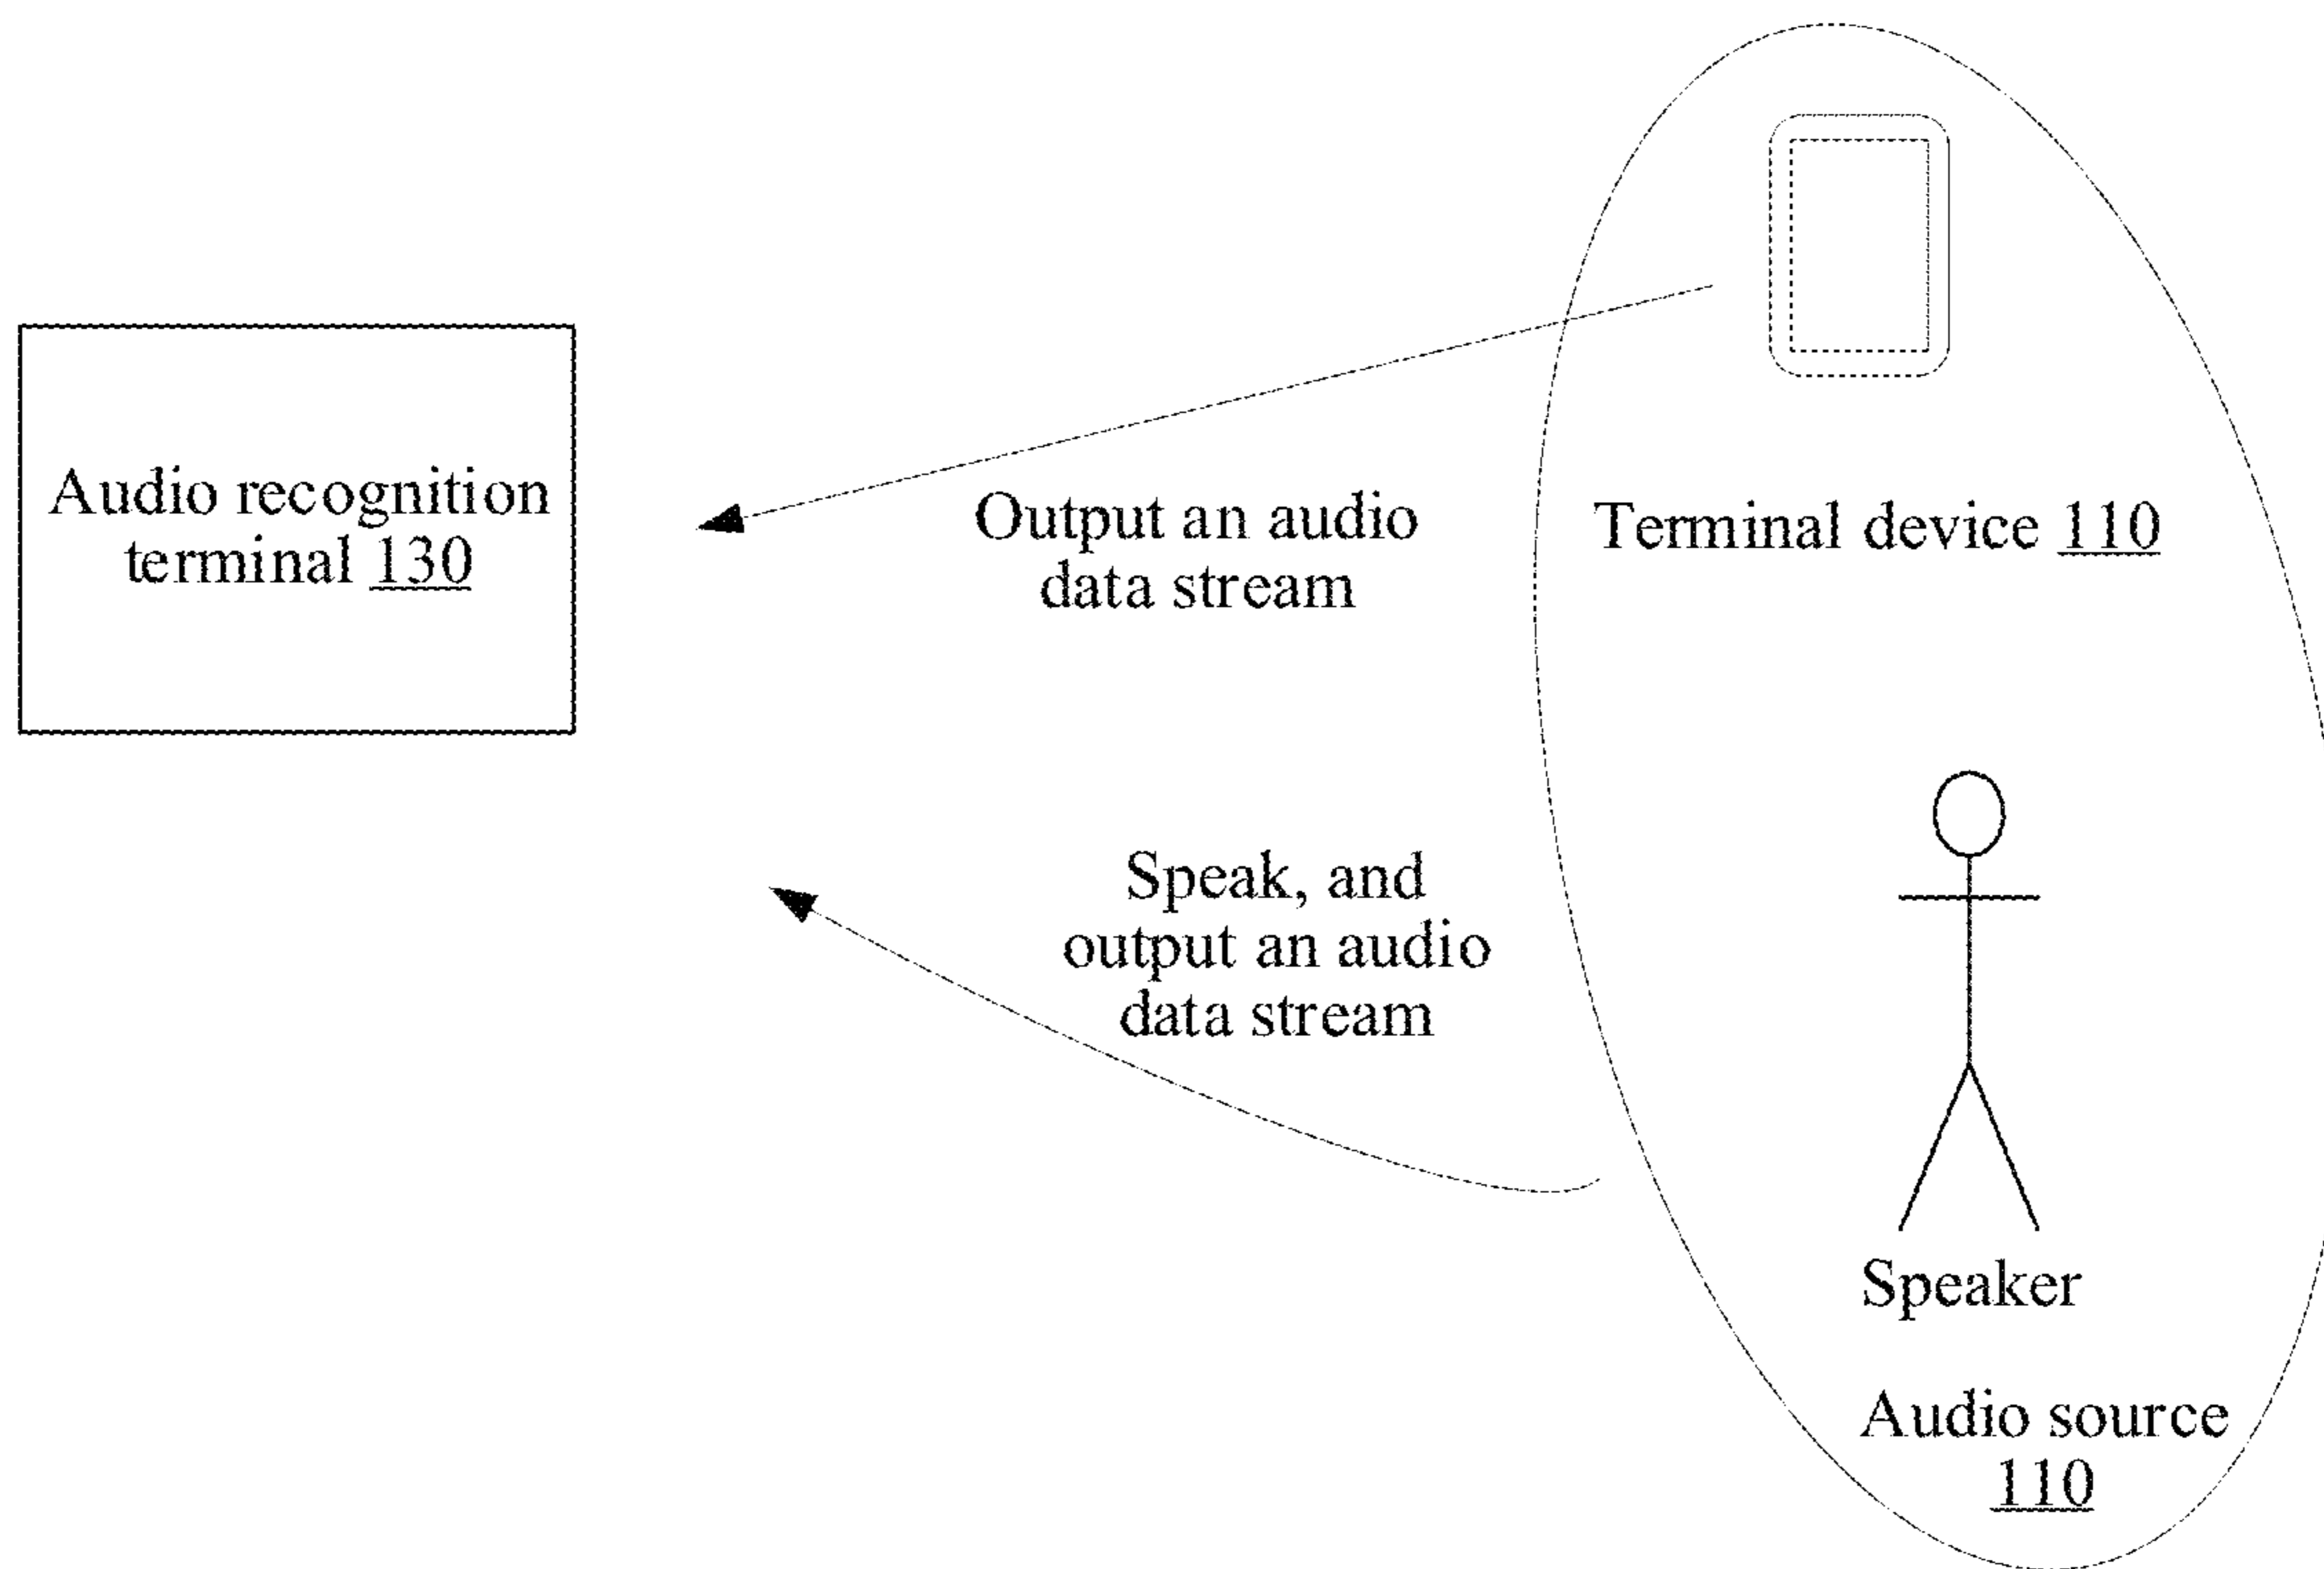 Audio recognition
terminal 130
Output an audio
data stream
Terminal device 110
Speak, and
output an audio
data stream
Speaker
Audio source
110